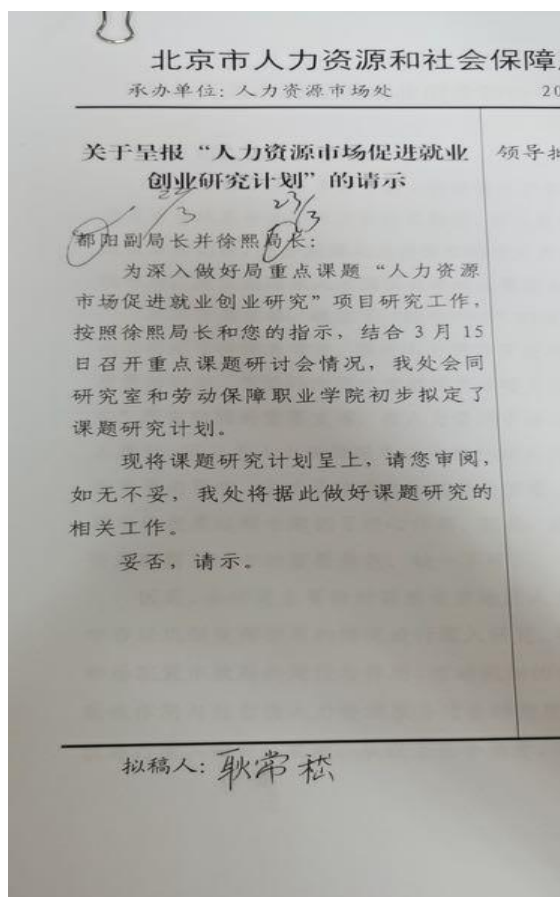 北京市人力资源和社会保障
承办单位：人力资源市场处 20
关于呈报“人力资源市场促进就业 领导
创业研究计划”的请示
22/3 23/3
都阳副局长并徐熙局长：
为深入做好局重点课题“人力资源
市场促进就业创业研究”项目研究工作，
按照徐熙局长和您的指示，结合 3 月 15
日召开重点课题研讨会情况，我处会同
研究室和劳动保障职业学院初步拟定了
课题研究计划。
现将课题研究计划呈上，请您审阅，
如无不妥，我处将据此做好课题研究的
相关工作。
妥否，请示。
拟稿人：耿常松